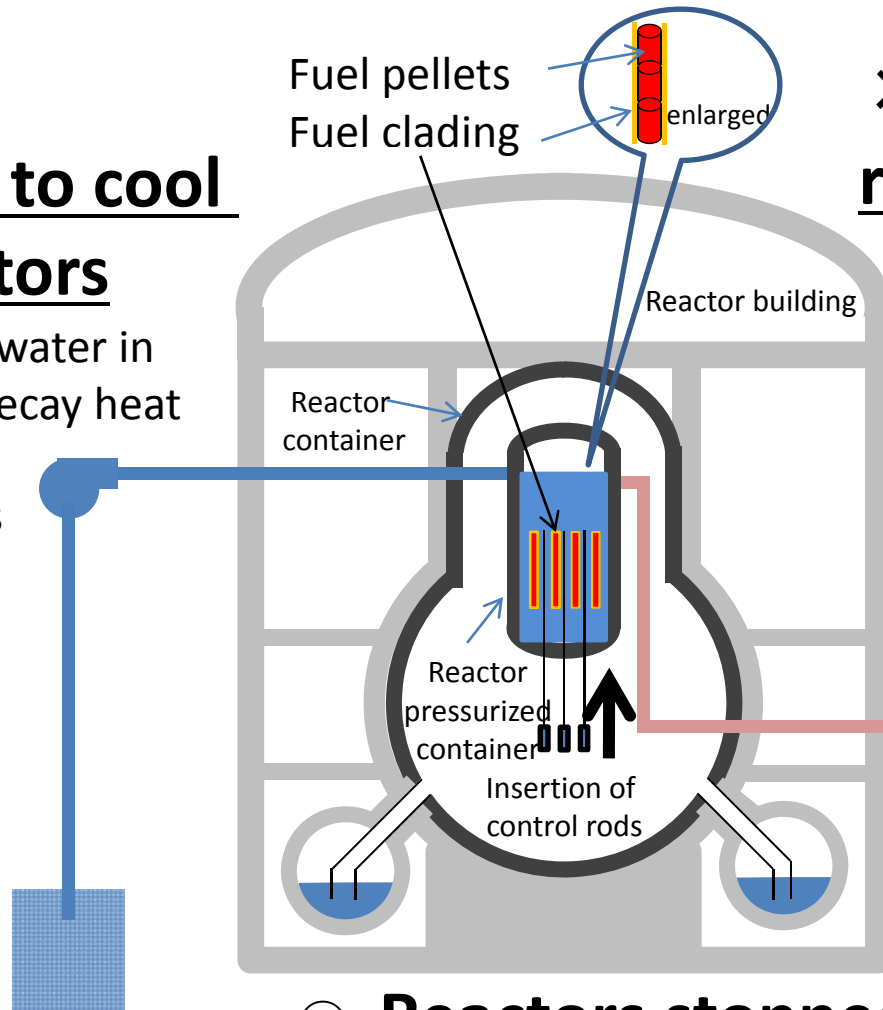 Fuel pellets
Fuel clading
enlarged
to cool
tors
water in
ecay heat
s
r
Reactor building
Reactor
container
Reactor
pressurized
container
Insertion of
control rods
Reactors stoppe